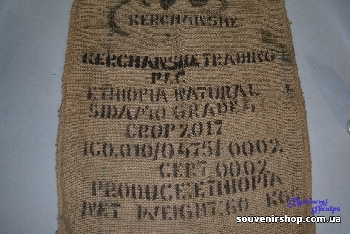 KERCHANSHE
KERCHANSHE TRADING
PLC
ETHIOPIA NATURAL
SIDAMO GRADE 5
CROP 2017
ICO.010/0475/0002
CERT 0002
PRODUCE:ETHIOPIA
NET WEIGHT 60 KG
souvenirshop.com.ua